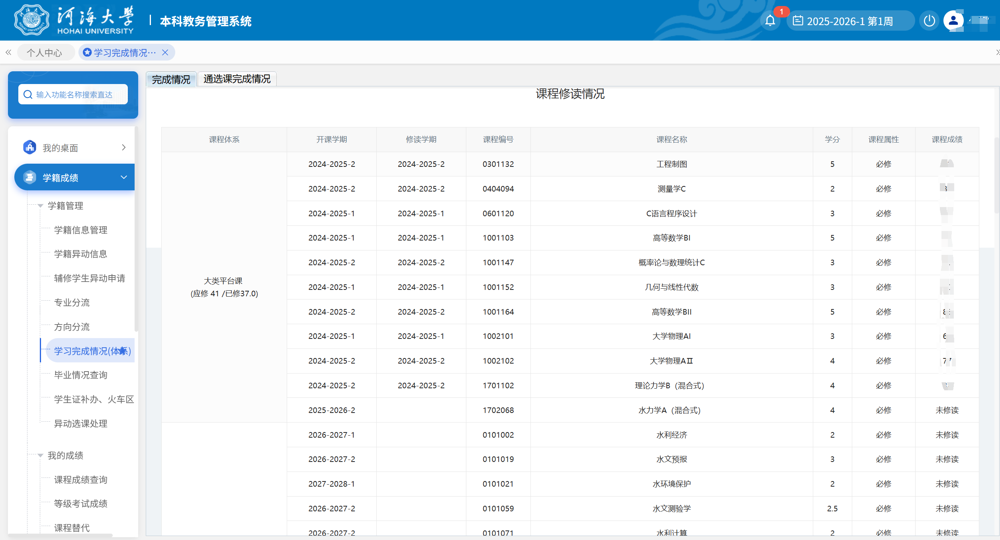 河海大学
HOHAI UNIVERSITY
本科教务管理系统
1
2025-2026-1 第1周
个人中心
学习完成情况···
输入功能名称搜索直达
我的桌面
学籍成绩
学籍管理
学籍信息管理
学籍异动信息
辅修学生异动申请
专业分流
方向分流
学习完成情况(体系)
毕业情况查询
学生证补办、火车区
异动选课处理
我的成绩
课程成绩查询
等级考试成绩
课程替代
完成情况 通选课完成情况
课程修读情况
课程体系 开课学期 修读学期 课程编号 课程名称 学分 课程属性 课程成绩
大类平台课
(应修 41 /已修37.0)
2024-2025-2 2024-2025-2 0301132 工程制图 5 必修
2024-2025-2 2024-2025-2 0404094 测量学C 2 必修
2024-2025-1 2024-2025-1 0601120 C语言程序设计 3 必修
2024-2025-1 2024-2025-1 1001103 高等数学BI 5 必修
2024-2025-2 2024-2025-2 1001147 概率论与数理统计C 3 必修
2024-2025-1 2024-2025-1 1001152 几何与线性代数 3 必修
2024-2025-2 2024-2025-2 1001164 高等数学BII 5 必修
2024-2025-1 2024-2025-1 1002101 大学物理AI 3 必修
2024-2025-2 2024-2025-2 1002102 大学物理AⅡ 4 必修
2024-2025-2 2024-2025-2 1701102 理论力学B（混合式） 4 必修
2025-2026-2 1702068 水力学A（混合式） 4 必修 未修读
2026-2027-1 0101002 水利经济 2 必修 未修读
2026-2027-2 0101019 水文预报 3 必修 未修读
2027-2028-1 0101021 水环境保护 2 必修 未修读
2026-2027-2 0101059 水文测验学 2.5 必修 未修读
2026-2027-2 0101071 水利计算 2 必修 未修读